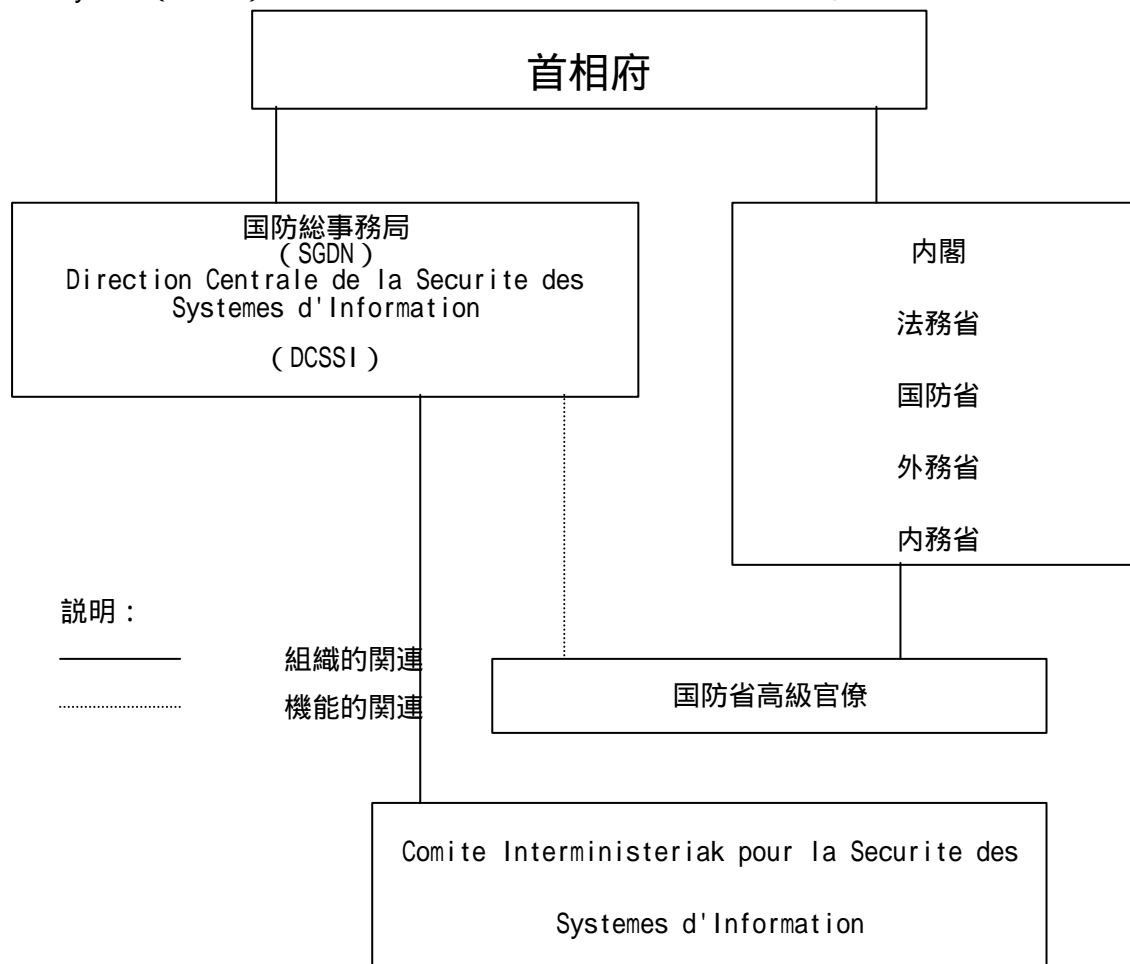 首相府
国防総事務局
(SGDN)
Direction Centrale de la Securite des
Systemes d'Information
(DCSSI)
内閣
法務省
国防省
外務省
内務省
説明：
組織的関連
機能的関連
国防省高級官僚
Comite Interministeriak pour la Securite des
Systemes d'Information